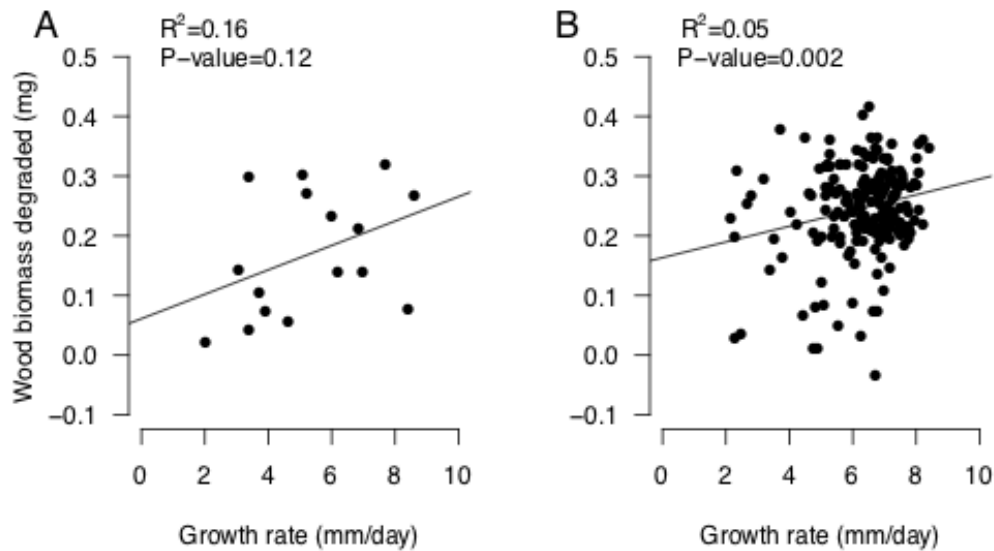 A
R²=0.16
P−value=0.12
Wood biomass degraded (mg)
0.5
0.4
0.3
0.2
0.1
0.0
−0.1
0 2 4 6 8 10
Growth rate (mm/day)
B
R²=0.05
P−value=0.002
0.5
0.4
0.3
0.2
0.1
0.0
−0.1
0 2 4 6 8 10
Growth rate (mm/day)